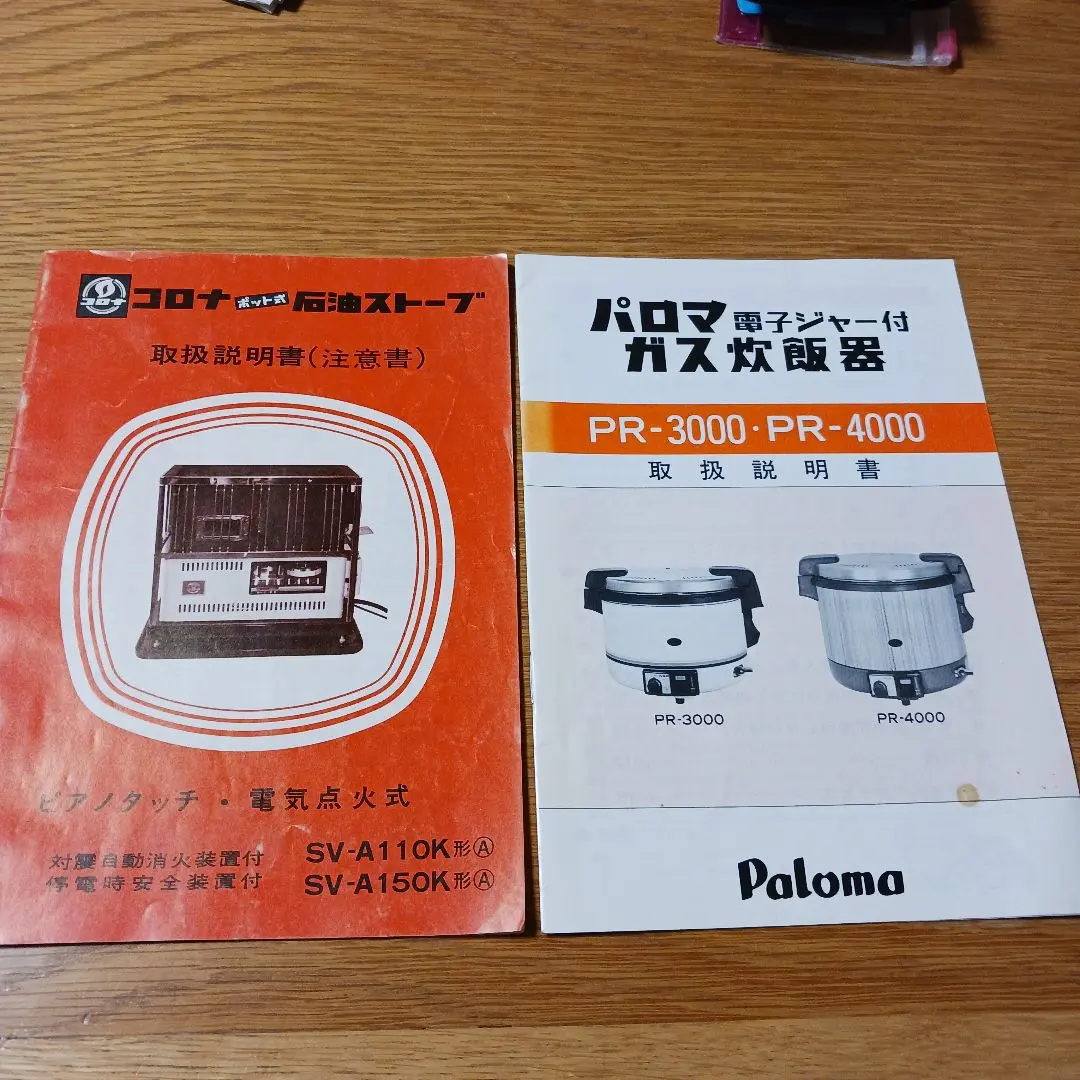 コロナ
コロナ ポット式 石油ストーブ
取扱説明書(注意書)
ピアノタッチ・電気点火式
対震自動消火装置付
停電時安全装置付
SV-A110K形Ⓐ
SV-A150K形Ⓐ
パロマ 電子ジャー付
ガス炊飯器
PR-3000・PR-4000
取扱説明書
PR-3000
PR-4000
Paloma